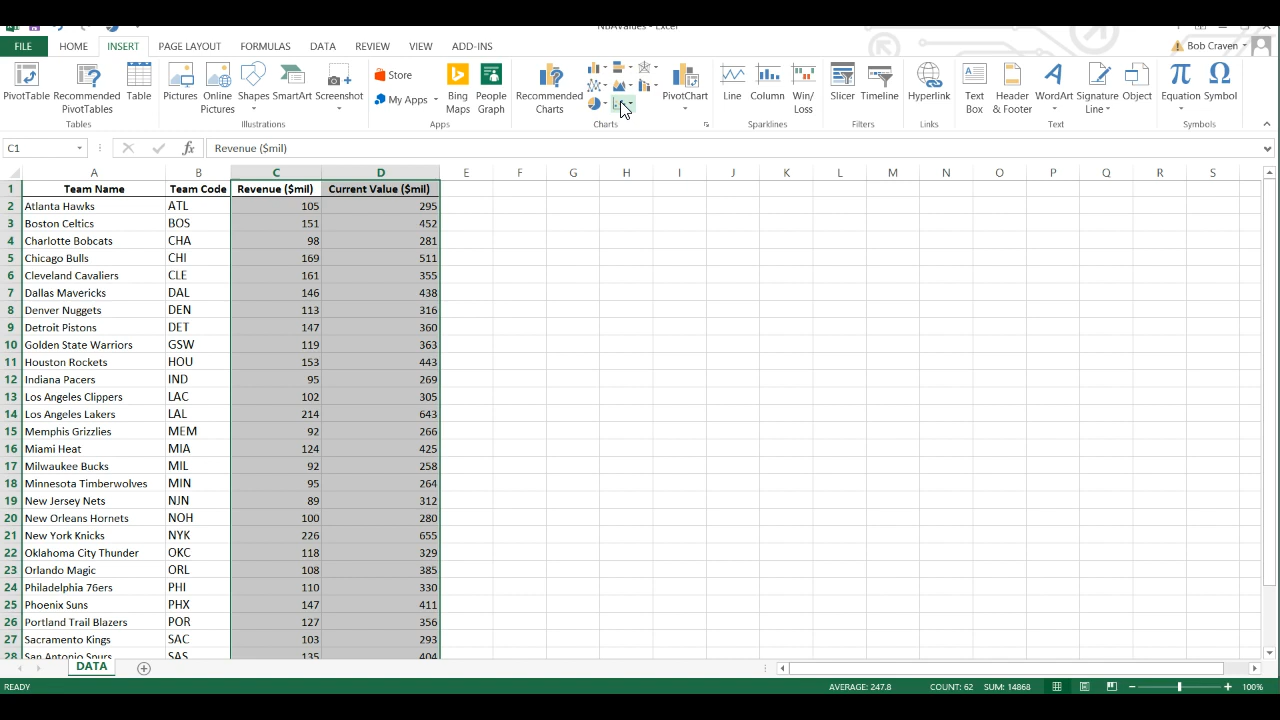 NBAValues - Excel
FILE HOME INSERT PAGE LAYOUT FORMULAS DATA REVIEW VIEW ADD-INS Bob Craven
PivotTable Recommended PivotTables Table Pictures Online Pictures Shapes SmartArt Screenshot Store My Apps Bing Maps People Graph Recommended Charts PivotChart Line Column Win/Loss Slicer Timeline Hyperlink Text Box Header & Footer WordArt Signature Line Object Equation Symbol
Tables Illustrations Apps Charts Sparklines Filters Links Text Symbols
C1 fx Revenue ($mil)
A B C D E F G H I J K L M N O P Q R S
1 Team Name Team Code Revenue ($mil) Current Value ($mil)
2 Atlanta Hawks ATL 105 295
3 Boston Celtics BOS 151 452
4 Charlotte Bobcats CHA 98 281
5 Chicago Bulls CHI 169 511
6 Cleveland Cavaliers CLE 161 355
7 Dallas Mavericks DAL 146 438
8 Denver Nuggets DEN 113 316
9 Detroit Pistons DET 147 360
10 Golden State Warriors GSW 119 363
11 Houston Rockets HOU 153 443
12 Indiana Pacers IND 95 269
13 Los Angeles Clippers LAC 102 305
14 Los Angeles Lakers LAL 214 643
15 Memphis Grizzlies MEM 92 266
16 Miami Heat MIA 124 425
17 Milwaukee Bucks MIL 92 258
18 Minnesota Timberwolves MIN 95 264
19 New Jersey Nets NJN 89 312
20 New Orleans Hornets NOH 100 280
21 New York Knicks NYK 226 655
22 Oklahoma City Thunder OKC 118 329
23 Orlando Magic ORL 108 385
24 Philadelphia 76ers PHI 110 330
25 Phoenix Suns PHX 147 411
26 Portland Trail Blazers POR 127 356
27 Sacramento Kings SAC 103 293
28 San Antonio Spurs SAS 135 404
DATA
READY AVERAGE: 247.8 COUNT: 62 SUM: 14868 100%